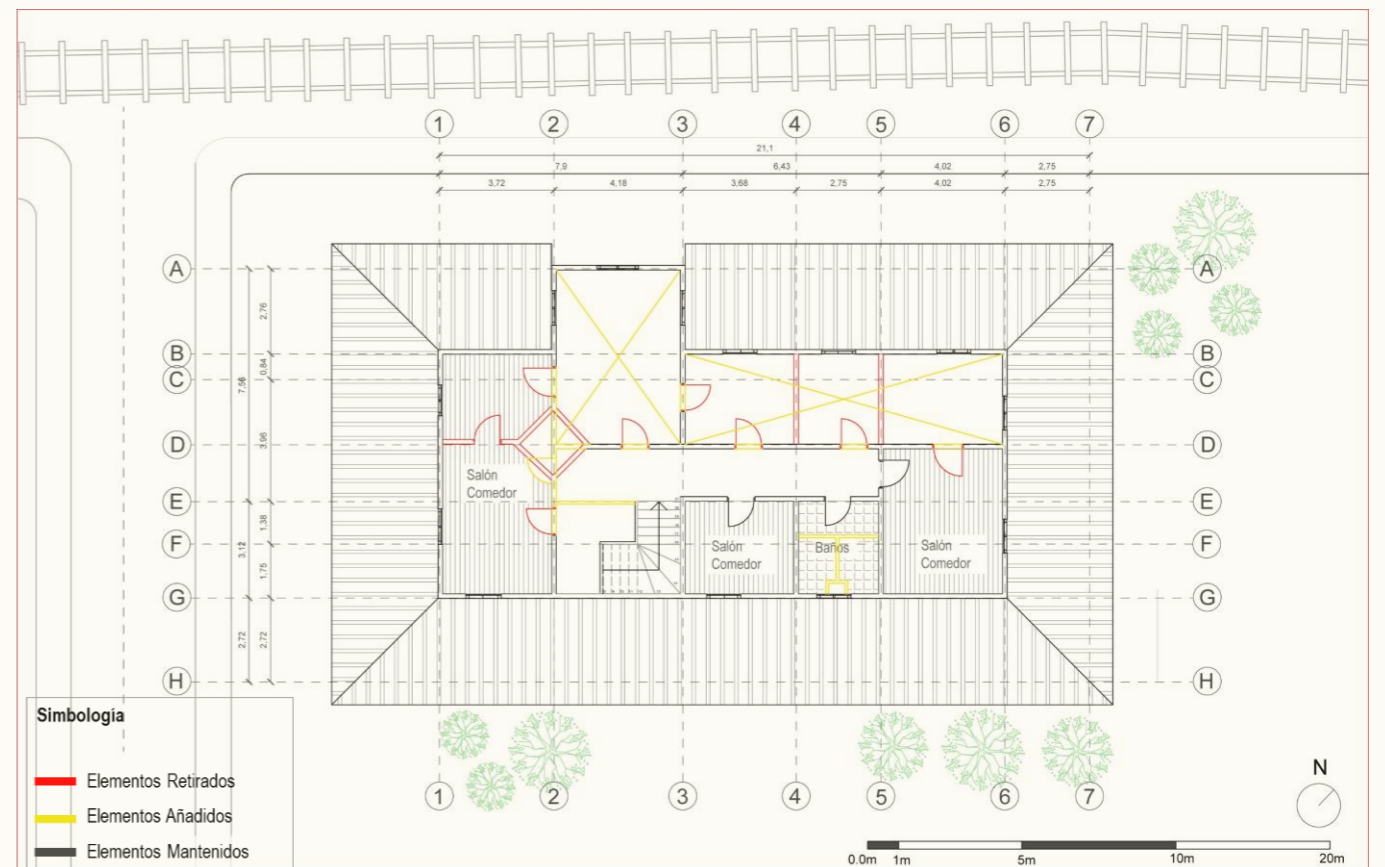 1 2 3 4 5 6 7
21,1
7,9 6,43 4,02 2,75
3,72 4,18 3,68 2,75 4,02 2,75
A A
2,76
B B
0,84
C C
7,56
3,96
D D
Salón
Comedor
E E
1,38
F F
3,12
Salón
Comedor
Baños
Salón
Comedor
1,75
G G
2,72 2,72
H H
Simbología
Elementos Retirados
Elementos Añadidos
Elementos Mantenidos
1 2 3 4 5 6 7
N
0.0m 1m 5m 10m 20m